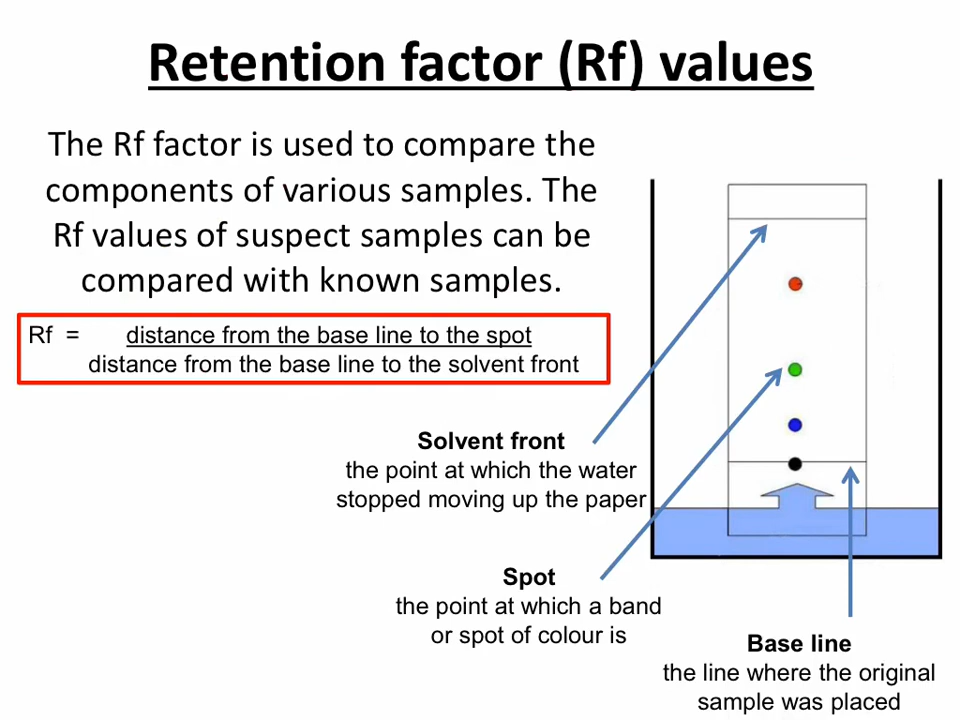 Retention factor (Rf) values
The Rf factor is used to compare the
components of various samples. The
Rf values of suspect samples can be
compared with known samples.
Rf = distance from the base line to the spot
distance from the base line to the solvent front
Solvent front
the point at which the water
stopped moving up the paper
Spot
the point at which a band
or spot of colour is
Base line
the line where the original
sample was placed